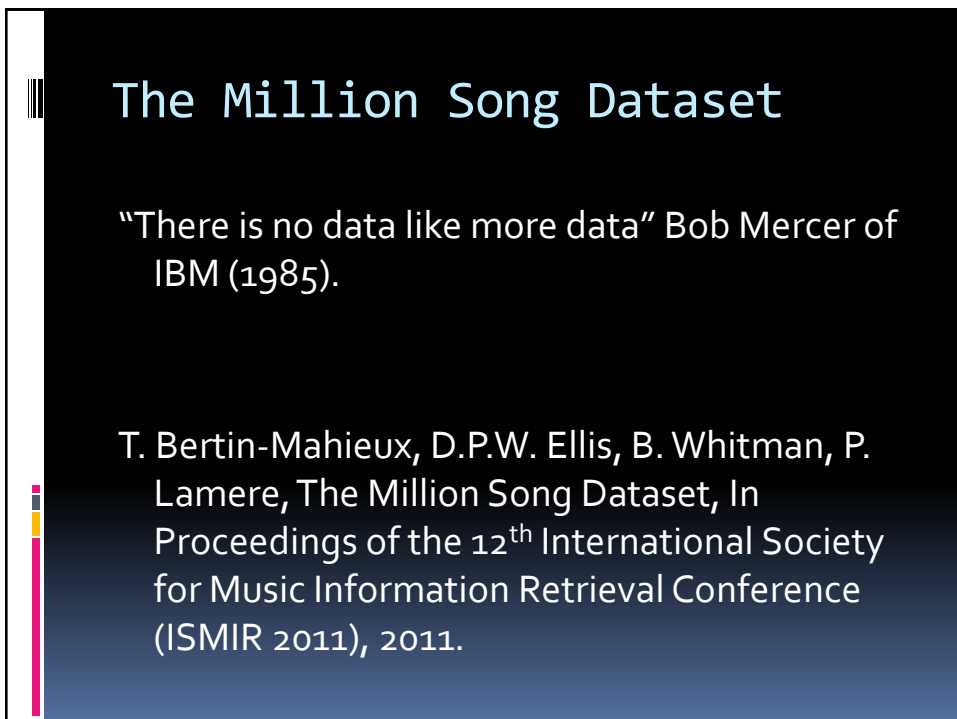 The Million Song Dataset
“There is no data like more data” Bob Mercer of
IBM (1985).
T. Bertin-Mahieux, D.P.W. Ellis, B. Whitman, P.
Lamere, The Million Song Dataset, In
Proceedings of the 12th International Society
for Music Information Retrieval Conference
(ISMIR 2011), 2011.